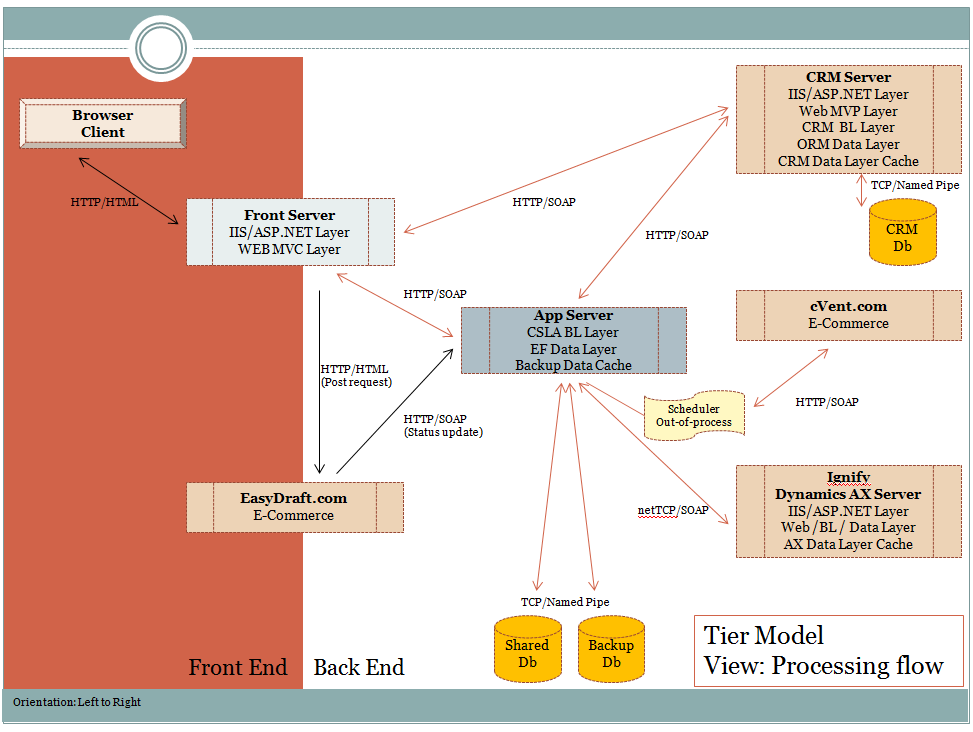 Browser
Client
HTTP/HTML
Front Server
IIS/ASP.NET Layer
WEB MVC Layer
HTTP/SOAP
CRM Server
IIS/ASP.NET Layer
Web MVP Layer
CRM BL Layer
ORM Data Layer
CRM Data Layer Cache
TCP/Named Pipe
CRM
Db
HTTP/SOAP
HTTP/SOAP
App Server
CSLA BL Layer
EF Data Layer
Backup Data Cache
cVent.com
E-Commerce
HTTP/HTML
(Post request)
HTTP/SOAP
(Status update)
Scheduler
Out-of-process
HTTP/SOAP
EasyDraft.com
E-Commerce
netTCP/SOAP
Ignify
Dynamics AX Server
IIS/ASP.NET Layer
Web /BL / Data Layer
AX Data Layer Cache
TCP/Named Pipe
Shared
Db
Backup
Db
Front End
Back End
Tier Model
View: Processing flow
Orientation: Left to Right